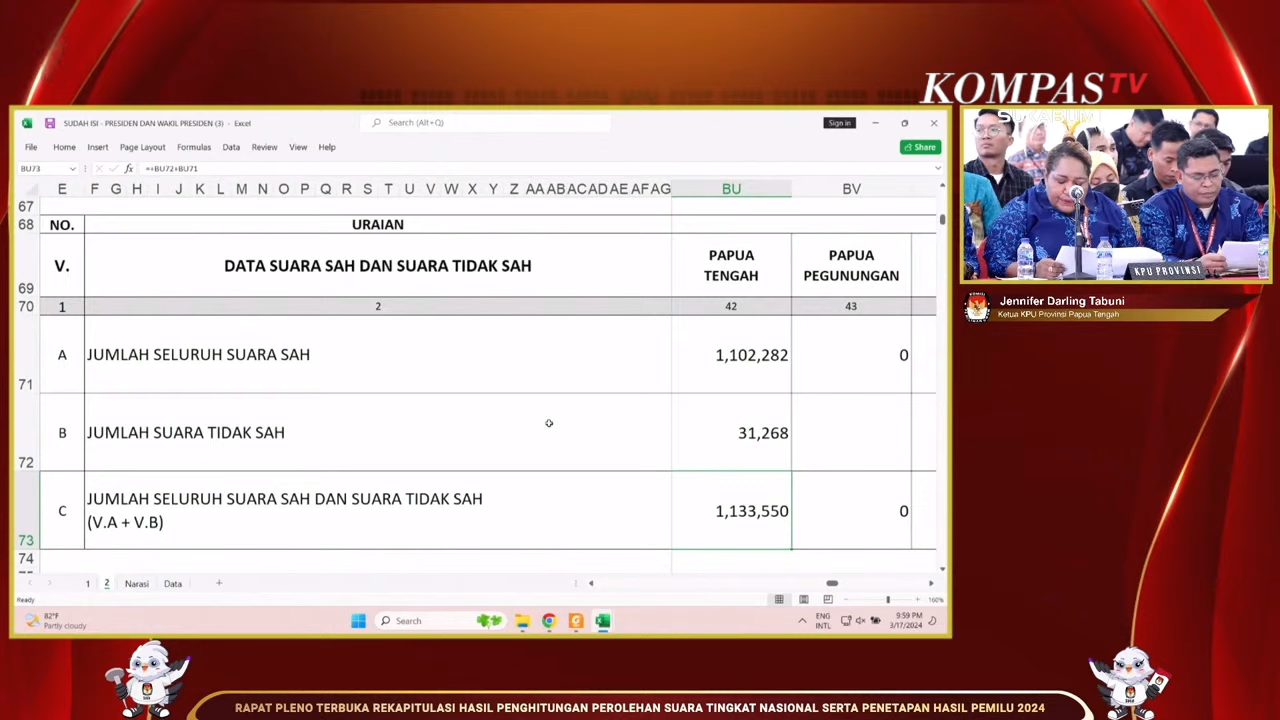 KOMPAS TV
SUKABUMI
SUDAH ISI - PRESIDEN DAN WAKIL PRESIDEN (3) - Excel
Search (Alt+Q)
Sign in
File Home Insert Page Layout Formulas Data Review View Help
Share
BU73
fx =+BU72+BU71
E F G H I J K L M N O P Q R S T U V W X Y Z AA AB AC AD AE AF AG BU BV
67
68 NO. URAIAN
69 V. DATA SUARA SAH DAN SUARA TIDAK SAH PAPUA TENGAH PAPUA PEGUNUNGAN
70 1 2 42 43
71 A JUMLAH SELURUH SUARA SAH 1,102,282 0
72 B JUMLAH SUARA TIDAK SAH 31,268
73 C JUMLAH SELURUH SUARA SAH DAN SUARA TIDAK SAH 1,133,550 0
(V.A + V.B)
74
1 2 Narasi Data
Ready
160%
82°F
Partly cloudy
Search
ENG
INTL
9:59 PM
3/17/2024
KPU PROVINSI
Jennifer Darling Tabuni
Ketua KPU Provinsi Papua Tengah
RAPAT PLENO TERBUKA REKAPITULASI HASIL PENGHITUNGAN PEROLEHAN SUARA TINGKAT NASIONAL SERTA PENETAPAN HASIL PEMILU 2024